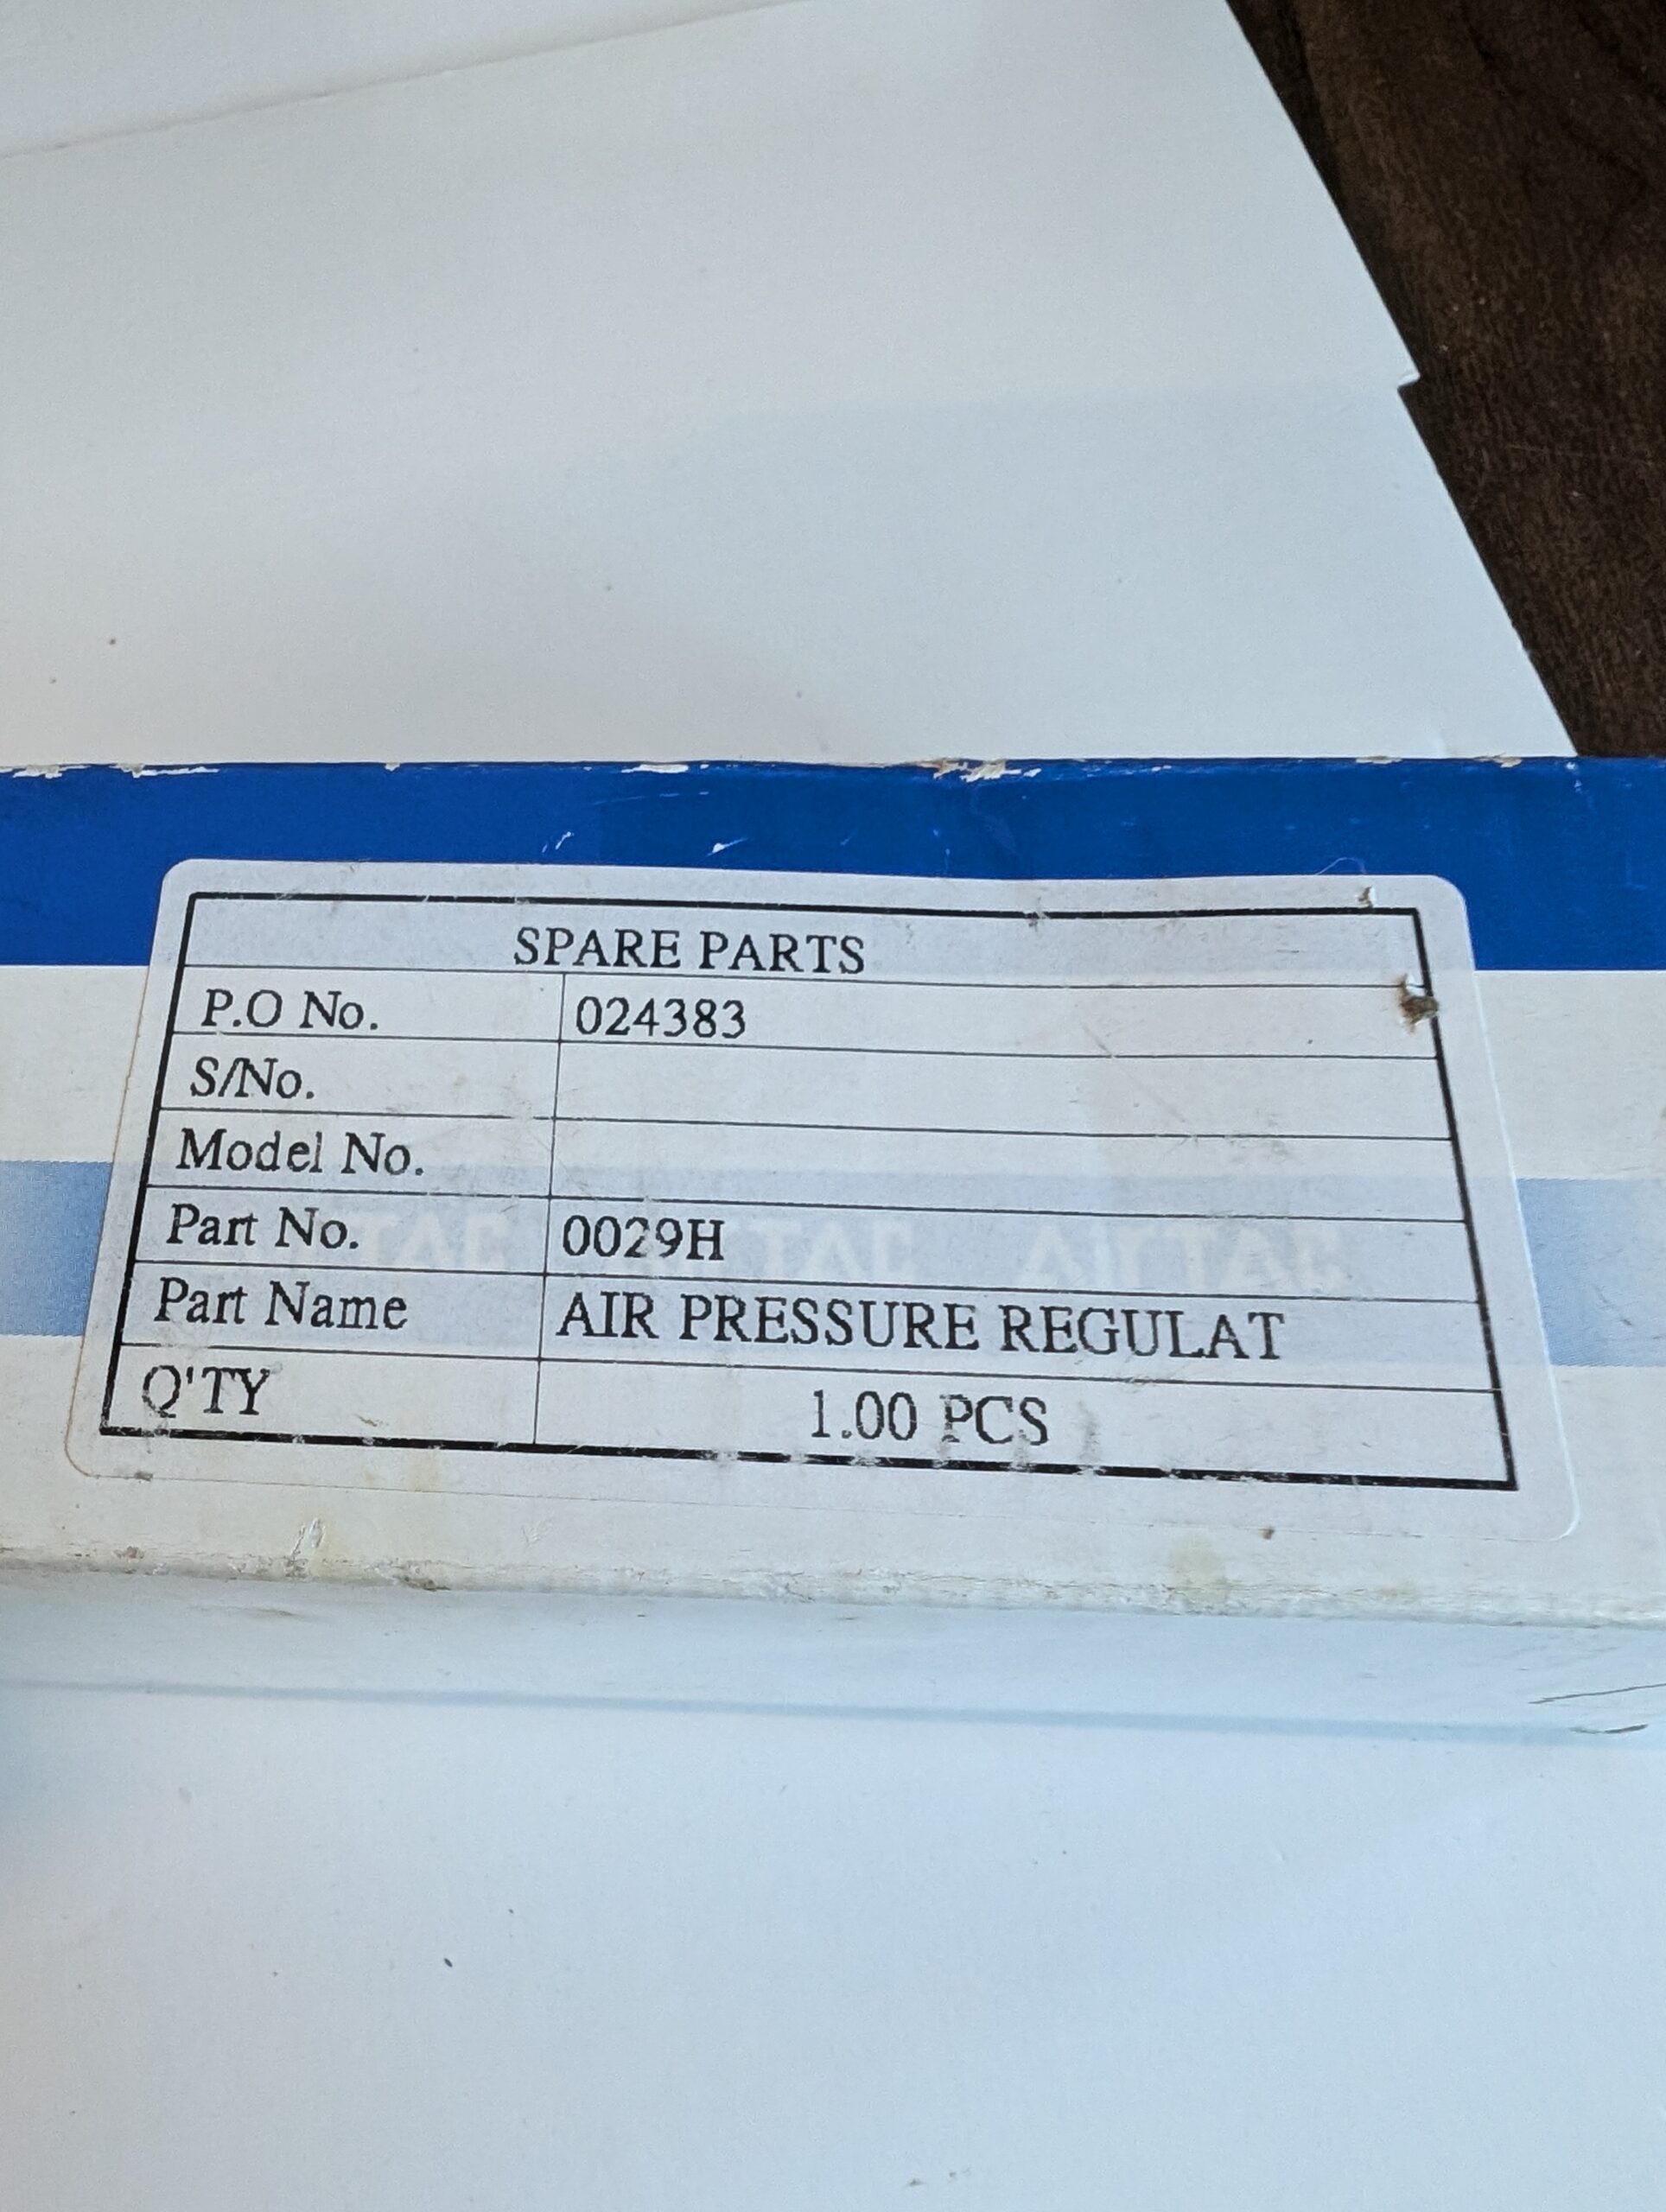 SPARE PARTS
P.O No. 024383
S/No.
Model No.
Part No. 0029H
Part Name AIR PRESSURE REGULAT
Q'TY 1.00 PCS